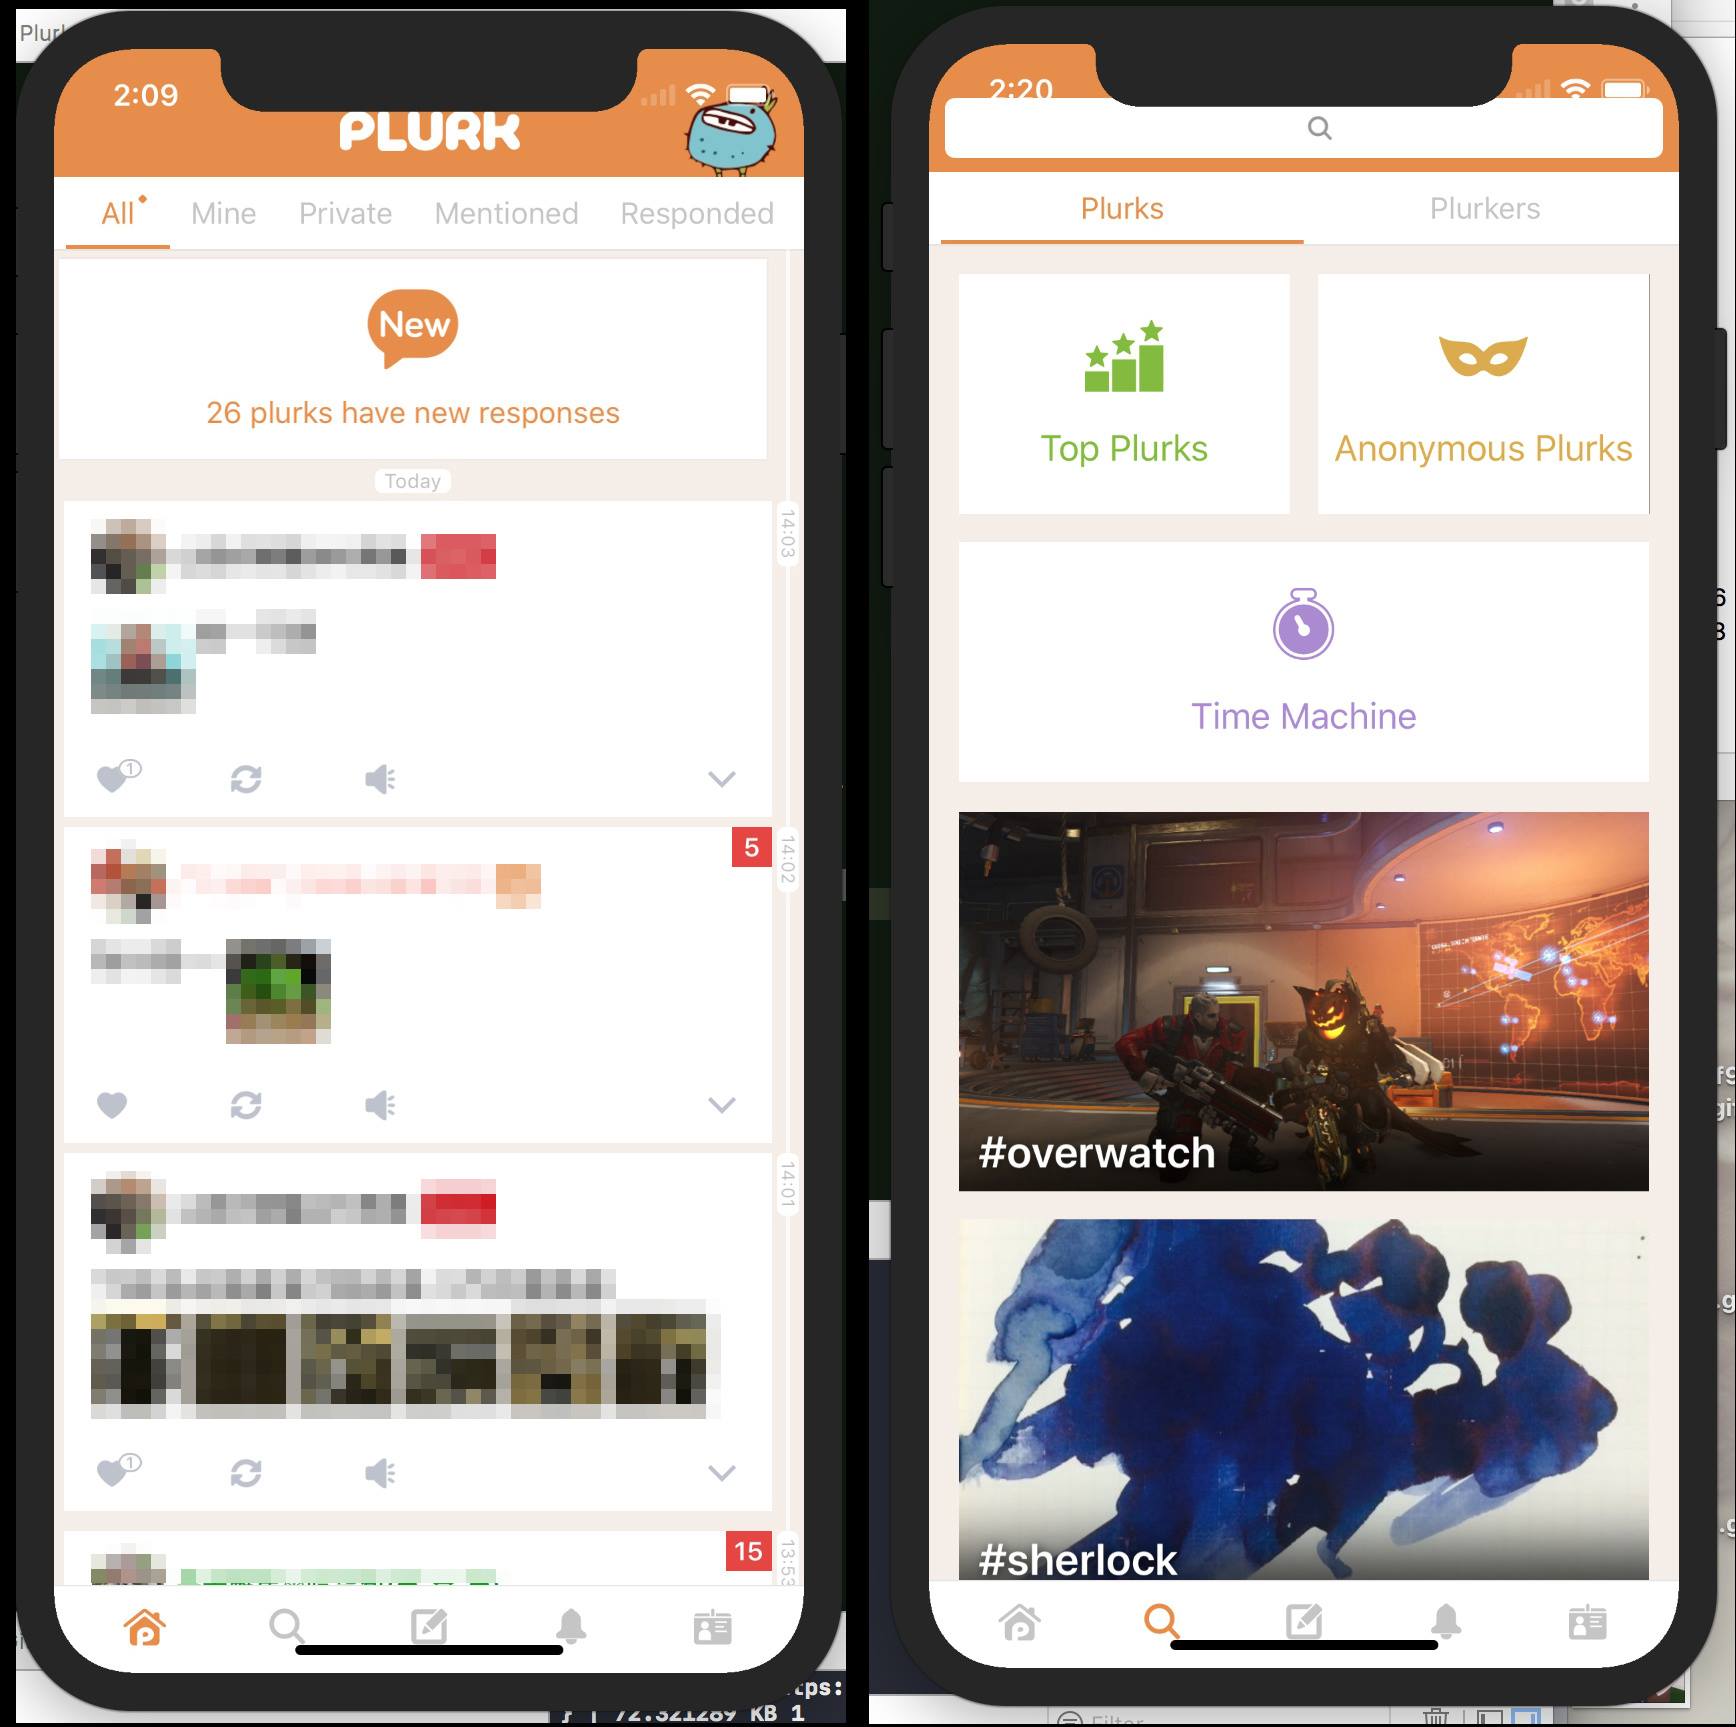 2:09
PLURK
All
Mine
Private
Mentioned
Responded
New
26 plurks have new responses
Today
14:03
1
5
14:02
14:01
1
15
13:53
tps:
} | 72.321289 KB 1
2:20
Plurks
Plurkers
Top Plurks
Anonymous Plurks
Time Machine
#overwatch
#sherlock
Filter